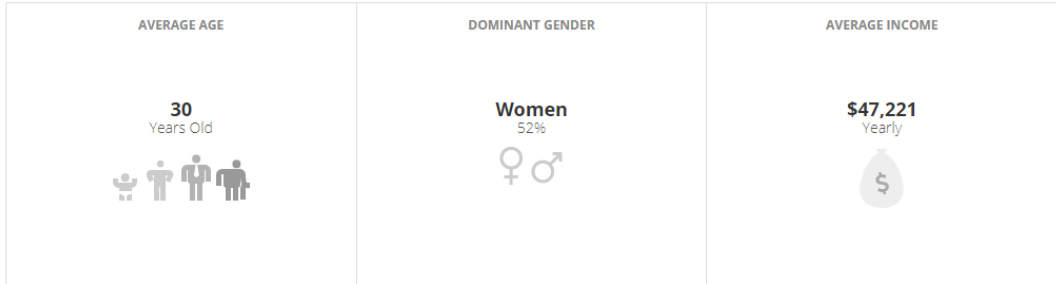 AVERAGE AGE
30
Years Old
DOMINANT GENDER
Women
52%
AVERAGE INCOME
$47,221
Yearly
$